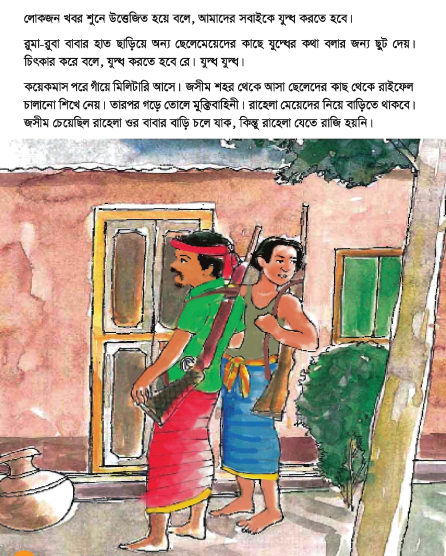 লোকজন খবর শুনে উত্তেজিত হয়ে বলে, আমাদের সবাইকে যুদ্ধ করতে হবে।
রুমা-রুবা বাবার হাত ছাড়িয়ে অন্য ছেলেমেয়েদের কাছে যুদ্ধের কথা বলার জন্য ছুট দেয়।
চিৎকার করে বলে, যুদ্ধ করতে হবে রে। যুদ্ধ যুদ্ধ।
কয়েকমাস পরে গাঁয়ে মিলিটারি আসে। জসীম শহর থেকে আসা ছেলেদের কাছ থেকে রাইফেল
চালানো শিখে নেয়। তারপর গড়ে তোলে মুক্তিবাহিনী। রাহেলা মেয়েদের নিয়ে বাড়িতে থাকবে।
জসীম চেয়েছিল রাহেলা ওর বাবার বাড়ি চলে যাক, কিন্তু রাহেলা যেতে রাজি হয়নি।